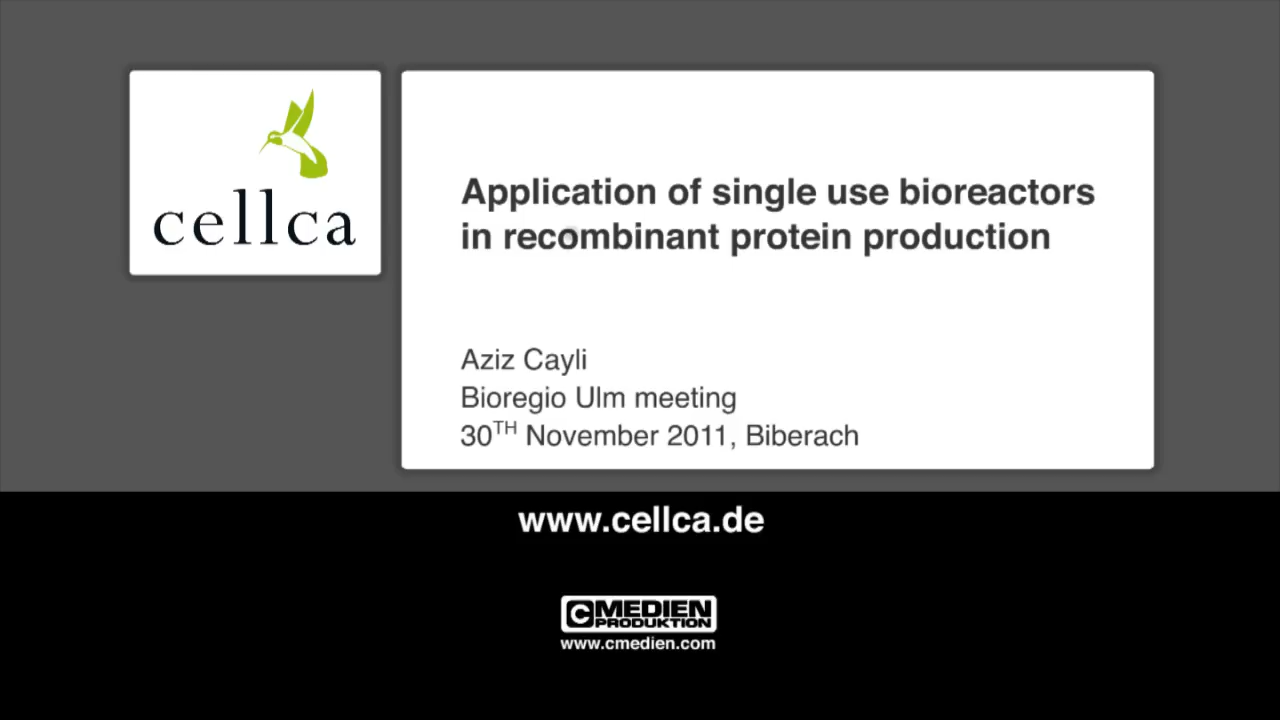 cellca
Application of single use bioreactors
in recombinant protein production
Aziz Cayli
Bioregio Ulm meeting
30TH November 2011, Biberach
www.cellca.de
CMEDIEN
PRODUKTION
www.cmedien.com